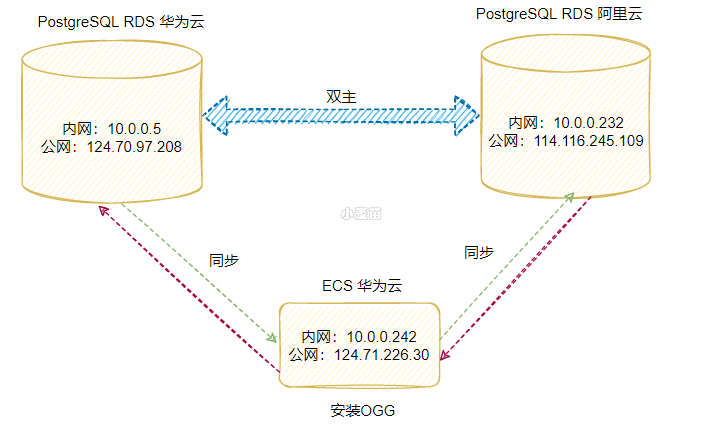 PostgreSQL RDS 华为云
PostgreSQL RDS 阿里云
双主
内网：10.0.0.5
公网：124.70.97.208
内网：10.0.0.232
公网：114.116.245.109
小麦苗
同步
同步
ECS 华为云
内网：10.0.0.242
公网：124.71.226.30
安装OGG